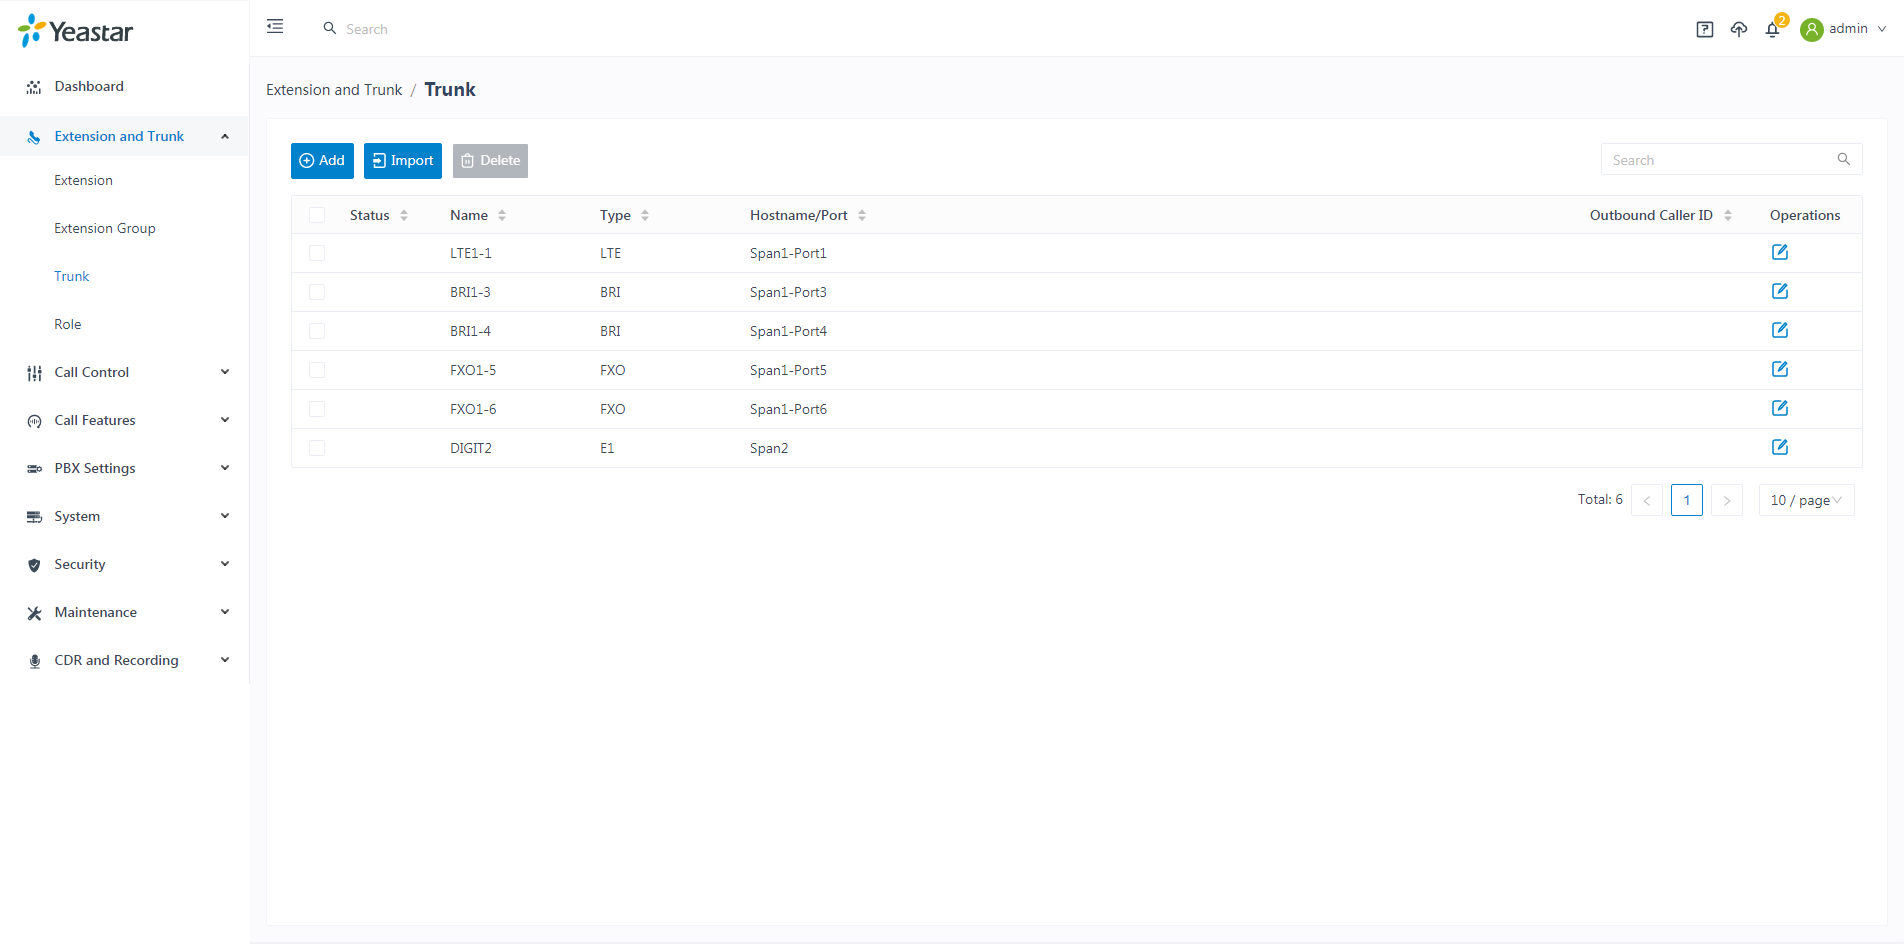 Yeastar
Search
?
2
admin
Dashboard
Extension and Trunk
Extension
Extension Group
Trunk
Role
Call Control
Call Features
PBX Settings
System
Security
Maintenance
CDR and Recording
Extension and Trunk / Trunk
Add Import Delete
Search
Status Name Type Hostname/Port Outbound Caller ID Operations
LTE1-1 LTE Span1-Port1
BRI1-3 BRI Span1-Port3
BRI1-4 BRI Span1-Port4
FXO1-5 FXO Span1-Port5
FXO1-6 FXO Span1-Port6
DIGIT2 E1 Span2
Total: 6 < 1 > 10 / page